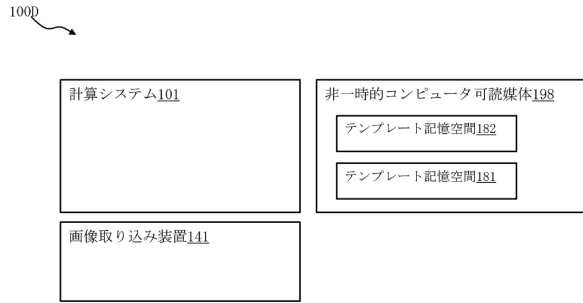 100D
計算システム101
非一時的コンピュータ可読媒体198
テンプレート記憶空間182
テンプレート記憶空間181
画像取り込み装置141